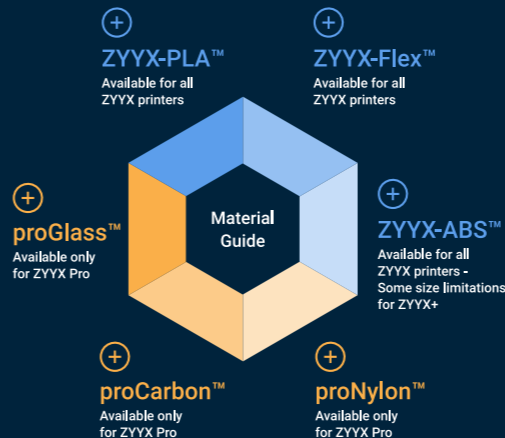 ZYYX-PLA™
Available for all
ZYYX printers
ZYYX-Flex™
Available for all
ZYYX printers
proGlass™
Available only
for ZYYX Pro
Material
Guide
ZYYX-ABS™
Available for all
ZYYX printers -
Some size limitations
for ZYYX+
proCarbon™
Available only
for ZYYX Pro
proNylon™
Available only
for ZYYX Pro